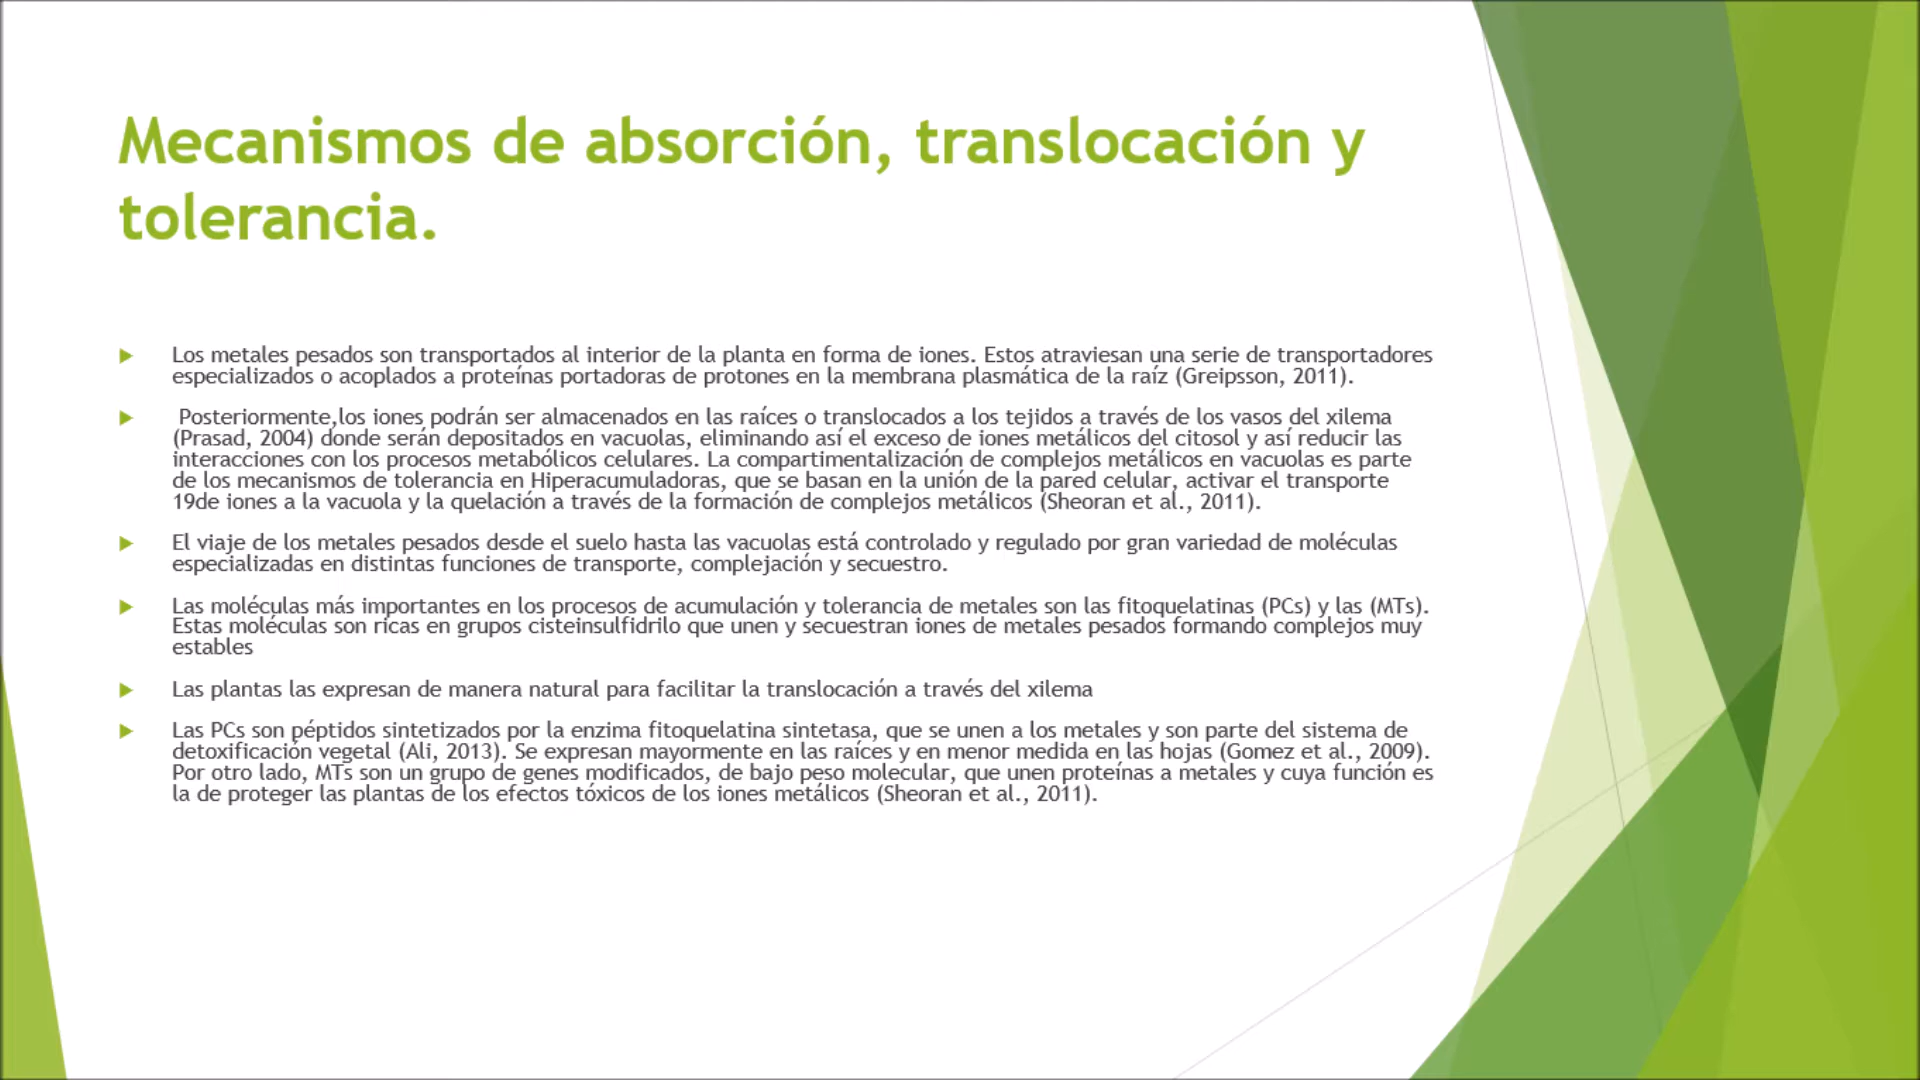 Mecanismos de absorción, translocación y
tolerancia.
Los metales pesados son transportados al interior de la planta en forma de iones. Estos atraviesan una serie de transportadores
especializados o acoplados a proteínas portadoras de protones en la membrana plasmática de la raíz (Greipsson, 2011).
Posteriormente,los iones podrán ser almacenados en las raíces o translocados a los tejidos a través de los vasos del xilema
(Prasad, 2004) donde serán depositados en vacuolas, eliminando así el exceso de iones metálicos del citosol y así reducir las
interacciones con los procesos metabólicos celulares. La compartimentalización de complejos metálicos en vacuolas es parte
de los mecanismos de tolerancia en Hiperacumuladoras, que se basan en la unión de la pared celular, activar el transporte
19de iones a la vacuola y la quelación a través de la formación de complejos metálicos (Sheoran et al., 2011).
El viaje de los metales pesados desde el suelo hasta las vacuolas está controlado y regulado por gran variedad de moléculas
especializadas en distintas funciones de transporte, complejación y secuestro.
Las moléculas más importantes en los procesos de acumulación y tolerancia de metales son las fitoquelatinas (PCs) y las (MTs).
Estas moléculas son ricas en grupos cisteinsulfidrilo que unen y secuestran iones de metales pesados formando complejos muy
estables
Las plantas las expresan de manera natural para facilitar la translocación a través del xilema
Las PCs son péptidos sintetizados por la enzima fitoquelatina sintetasa, que se unen a los metales y son parte del sistema de
detoxificación vegetal (Ali, 2013). Se expresan mayormente en las raíces y en menor medida en las hojas (Gomez et al., 2009).
Por otro lado, MTs son un grupo de genes modificados, de bajo peso molecular, que unen proteínas a metales y cuya función es
la de proteger las plantas de los efectos tóxicos de los iones metálicos (Sheoran et al., 2011).